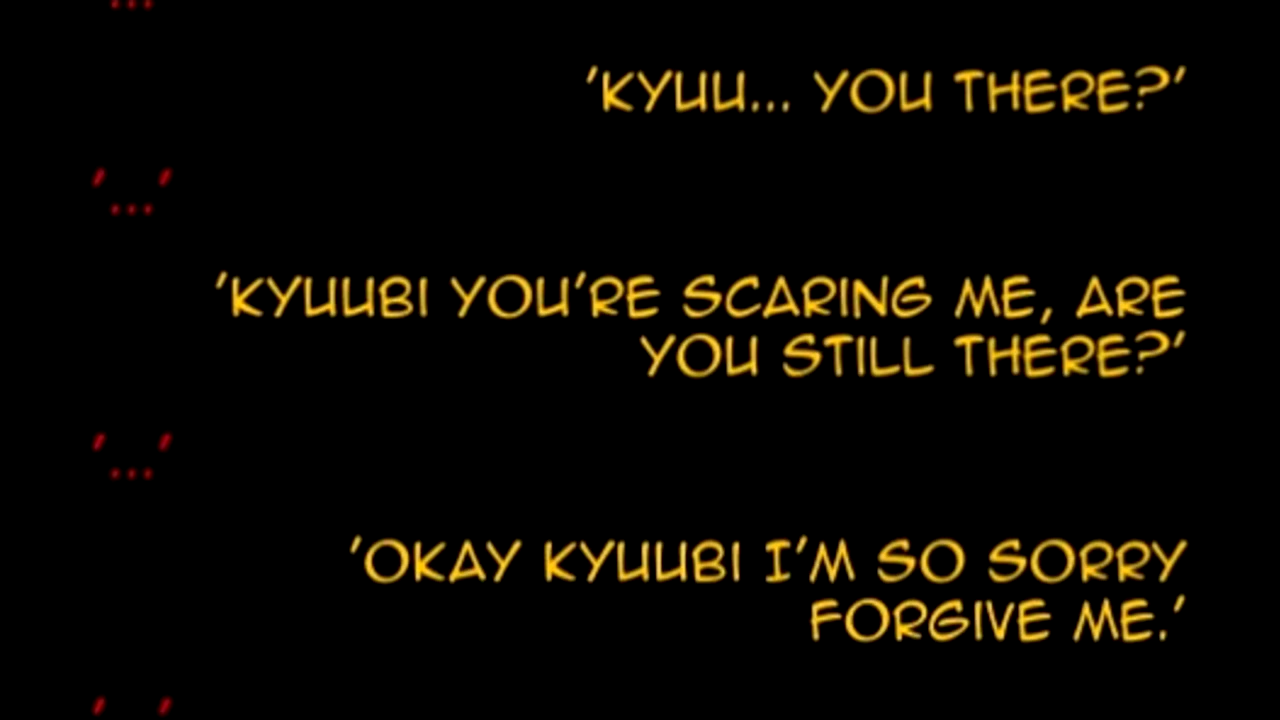 ...
'KYUU... YOU THERE?'
'...'
'KYUUBI YOU'RE SCARING ME, ARE
YOU STILL THERE?'
'...'
'OKAY KYUUBI I'M SO SORRY
FORGIVE ME.'
' '